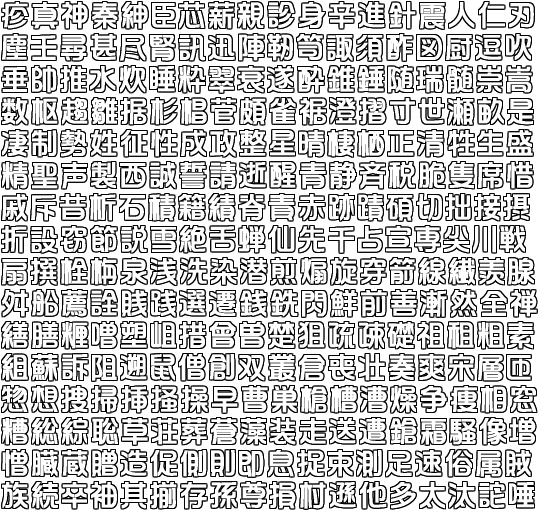 疹真神秦紳臣芯薪親診身辛進針震人仁刃
塵壬尋甚尽腎訊迅陣靭笥諏須酢図厨逗吹
垂帥推水炊睡粋翠衰遂酔錐錘随瑞髄崇嵩
数枢趨雛据杉椙菅頗雀裾澄摺寸世瀬畝是
凄制勢姓征性成政整星晴棲栖正清牲生盛
精聖声製西誠誓請逝醒青静斉税脆隻席惜
戚斥昔析石積籍績脊責赤跡蹟碩切拙接摂
折設窃節説雪絶舌蝉仙先千占宣専尖川戦
扇撰栓栴泉浅洗染潜煎煽旋穿箭線繊羨腺
舛船薦詮賎践選遷銭銑閃鮮前善漸然全禅
繕膳糎噌塑岨措曾曽楚狙疏疎礎祖租粗素
組蘇訴阻遡鼠僧創双叢倉喪壮奏爽宋層匝
惣想捜掃挿掻操早曹巣槍槽漕燥争痩相窓
糟総綜聡草荘葬蒼藻装走送遭鎗霜騒像増
憎臓蔵贈造促側則即息捉束測足速俗属賊
族続卒袖其揃存孫尊損村遜他多太汰詑唾